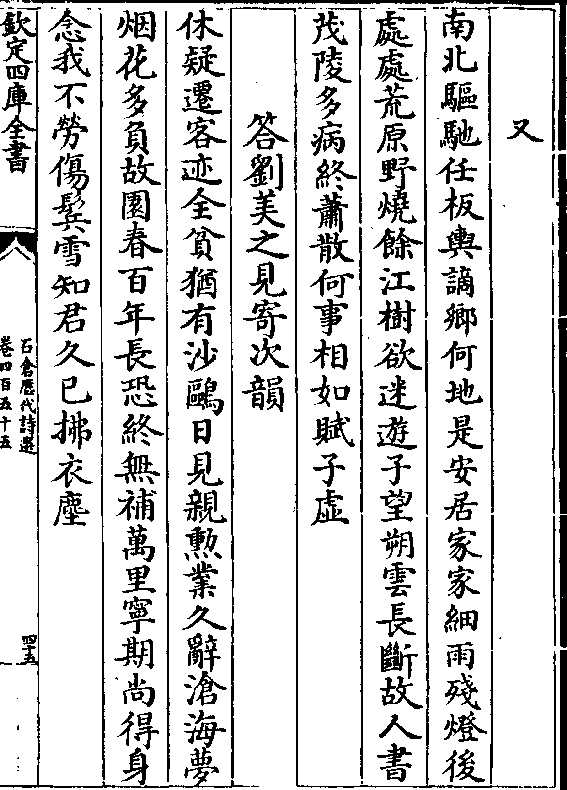 又
南北驅馳任板輿謫鄉何地是安居家家細雨殘燈後
處處荒原野燒餘江樹欲迷遊子望朔雲長斷故人書
茂陵多病終蕭散何事相如賦子虛
答劉美之見寄次韻
休疑遷客迹全貧猶有沙鷗日見親勲業久辭滄海夢
烟花多負故園春百年長恐終無補萬里寧期尚得身
念我不勞傷鬢雪知君久已拂衣塵
欽定四庫全書
石倉歷代詩選
卷四百五十五
四十五